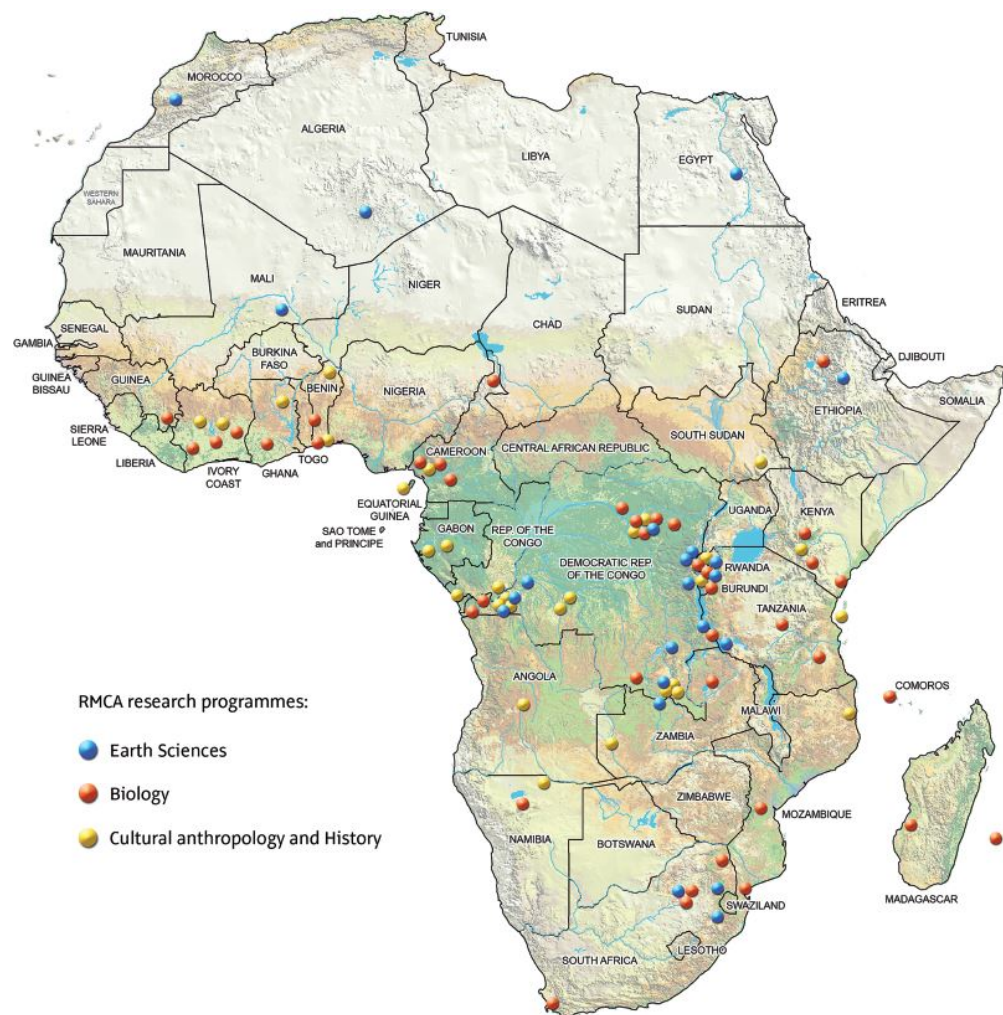 TUNISIA
MOROCCO
ALGERIA
LIBYA
EGYPT
WESTERN
SAHARA
MAURITANIA
MALI
NIGER
CHAD
SUDAN
ERITREA
SENEGAL
GAMBIA
GUINEA
BISSAU
GUINEA
BURKINA
FASO
BENIN
NIGERIA
DJIBOUTI
SOMALIA
ETHIOPIA
SIERRA
LEONE
LIBERIA
IVORY
COAST
GHANA
TOGO
CAMEROON
CENTRAL AFRICAN REPUBLIC
SOUTH SUDAN
EQUATORIAL
GUINEA
SAO TOME
and PRINCIPE
GABON
REP. OF THE
CONGO
DEMOCRATIC REP.
OF THE CONGO
UGANDA
KENYA
RWANDA
BURUNDI
TANZANIA
ANGOLA
ZAMBIA
MALAWI
COMOROS
RMCA research programmes:
Earth Sciences
Biology
Cultural anthropology and History
ZIMBABWE
MOZAMBIQUE
NAMIBIA
BOTSWANA
MADAGASCAR
SWAZILAND
LESOTHO
SOUTH AFRICA